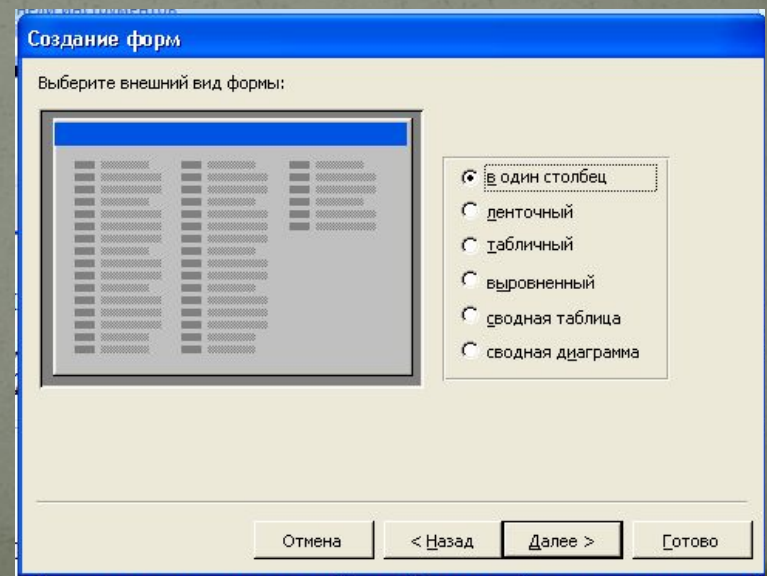 Создание форм
Выберите внешний вид формы:
в один столбец
ленточный
табличный
выровненный
сводная таблица
сводная диаграмма
Отмена
< Назад
Далее >
Готово